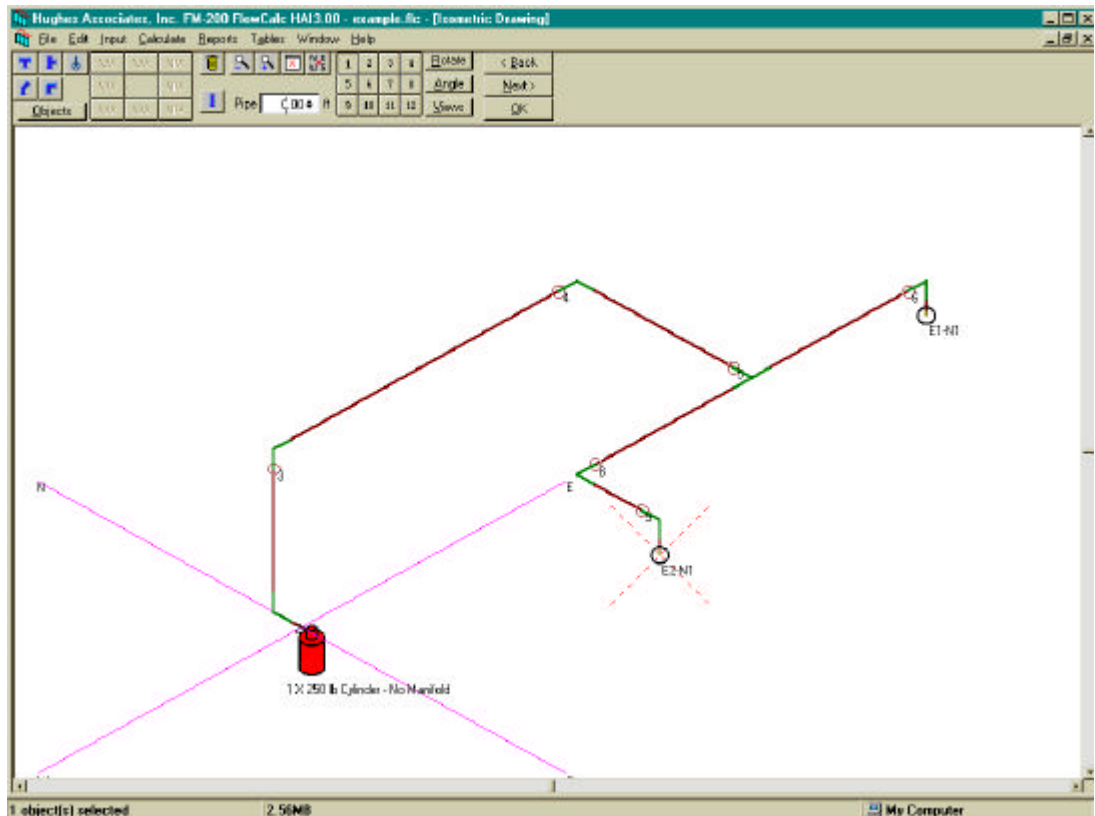 Hughes Associates, Inc. FM-200 FlowCalc HAI3.00 - example.flc - [Isometric Drawing]
File Edit Input Calculate Reports Tables Window Help
1 2 3 4 Rotate < Back
5 6 7 8 Angle Next >
Pipe ft 9 10 11 12 Views OK
Objects
4
6
E1-N1
5
3
N
E
8
9
E2-N1
1 X 250 lb Cylinder - No Manifold
1 object(s) selected 2.56MB My Computer